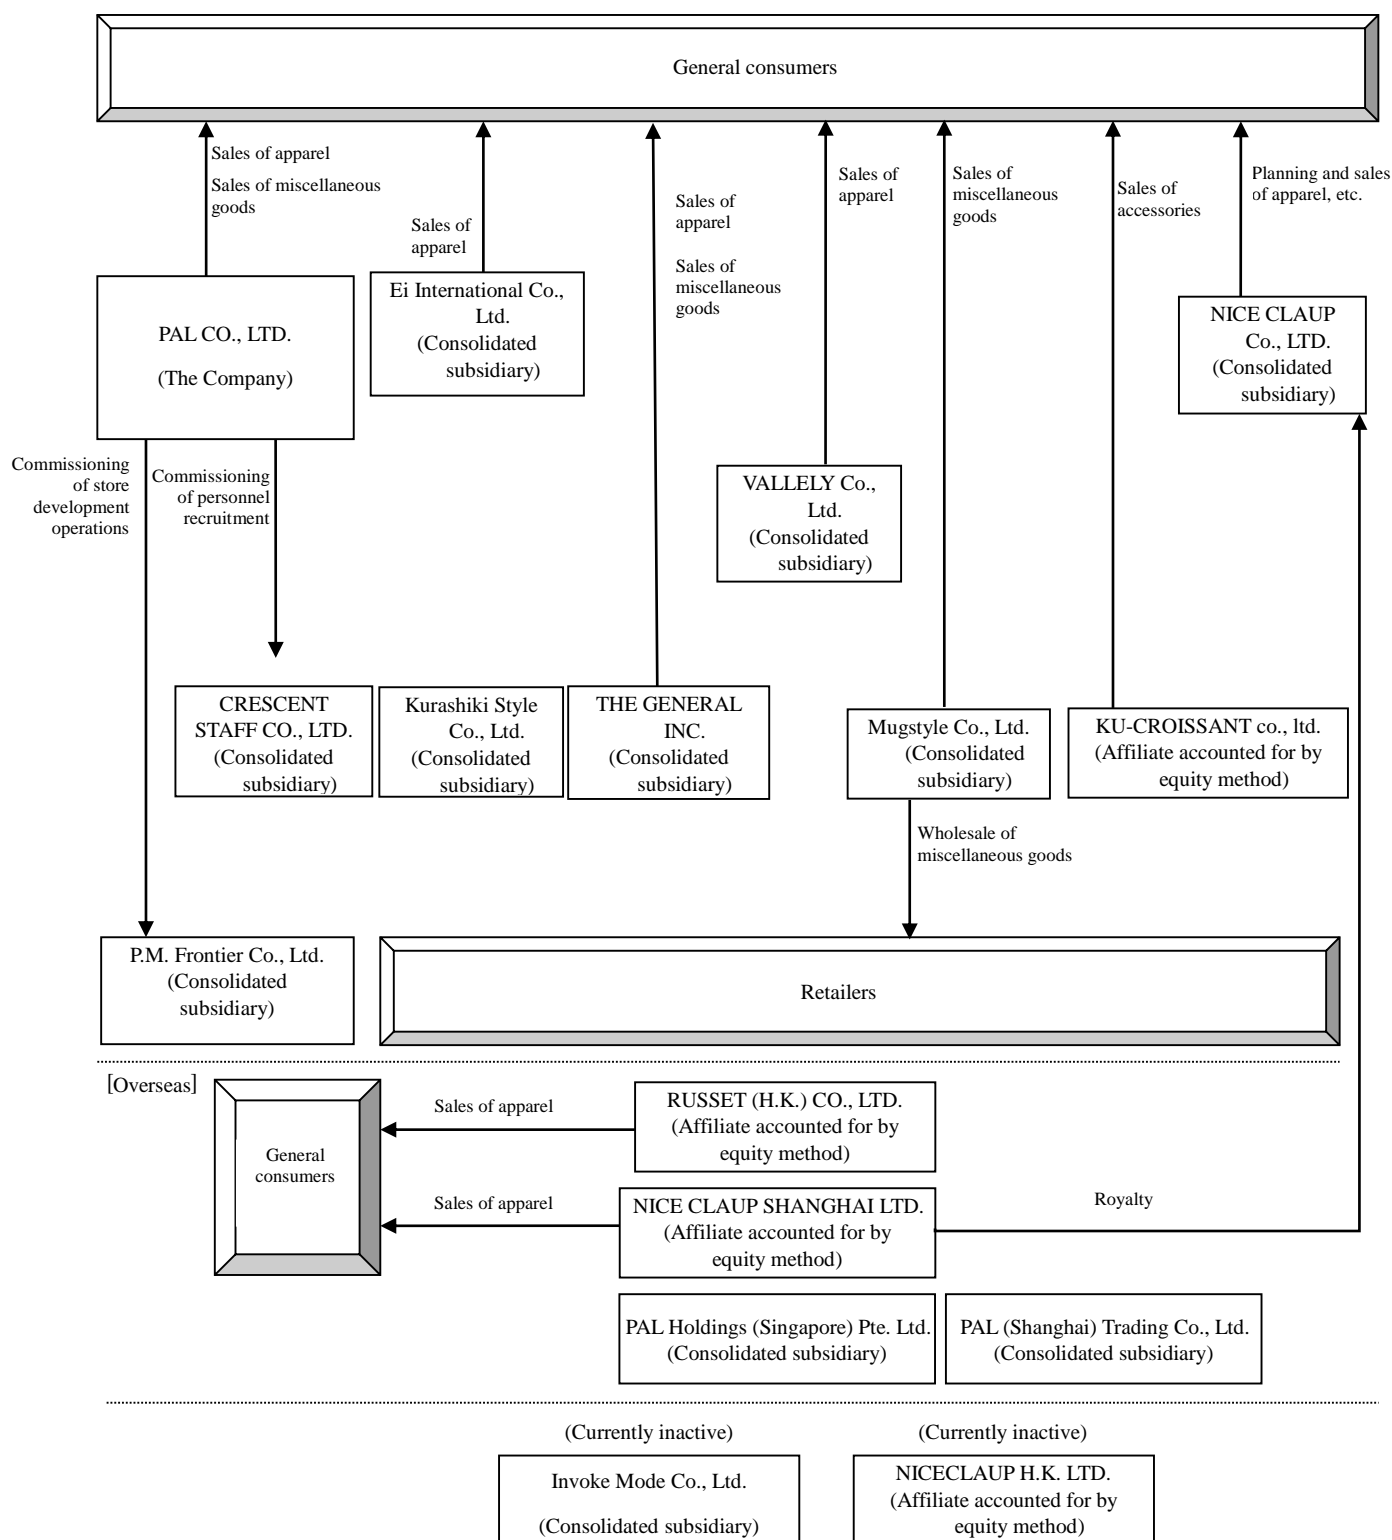 General consumers
Sales of apparel
Sales of miscellaneous
goods
Sales of
apparel
Sales of
apparel
Sales of
miscellaneous
goods
Sales of
apparel
Sales of
miscellaneous
goods
Sales of
accessories
Planning and sales
of apparel, etc.
PAL CO., LTD.
(The Company)
Ei International Co.,
Ltd.
(Consolidated
subsidiary)
NICE CLAUP
Co., LTD.
(Consolidated
subsidiary)
Commissioning
of store
development
operations
Commissioning
of personnel
recruitment
VALLELY Co.,
Ltd.
(Consolidated
subsidiary)
CRESCENT
STAFF CO., LTD.
(Consolidated
subsidiary)
Kurashiki Style
Co., Ltd.
(Consolidated
subsidiary)
THE GENERAL
INC.
(Consolidated
subsidiary)
Mugstyle Co., Ltd.
(Consolidated
subsidiary)
KU-CROISSANT co., ltd.
(Affiliate accounted for by
equity method)
Wholesale of
miscellaneous goods
P.M. Frontier Co., Ltd.
(Consolidated
subsidiary)
Retailers
[Overseas]
General
consumers
Sales of apparel
RUSSET (H.K.) CO., LTD.
(Affiliate accounted for by
equity method)
Sales of apparel
NICE CLAUP SHANGHAI LTD.
(Affiliate accounted for by
equity method)
Royalty
PAL Holdings (Singapore) Pte. Ltd.
(Consolidated subsidiary)
PAL (Shanghai) Trading Co., Ltd.
(Consolidated subsidiary)
(Currently inactive)
Invoke Mode Co., Ltd.
(Consolidated subsidiary)
(Currently inactive)
NICECLAUP H.K. LTD.
(Affiliate accounted for by
equity method)